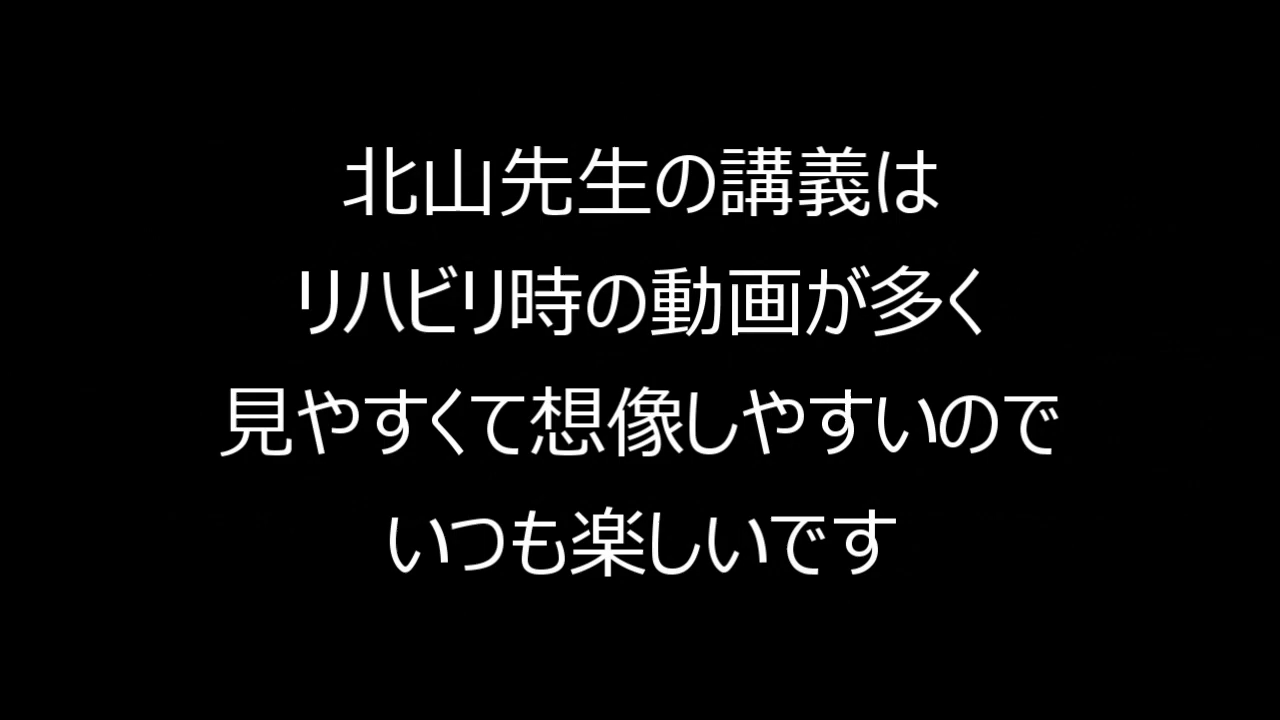 北山先生の講義は
リハビリ時の動画が多く
見やすくて想像しやすいので
いつも楽しいです